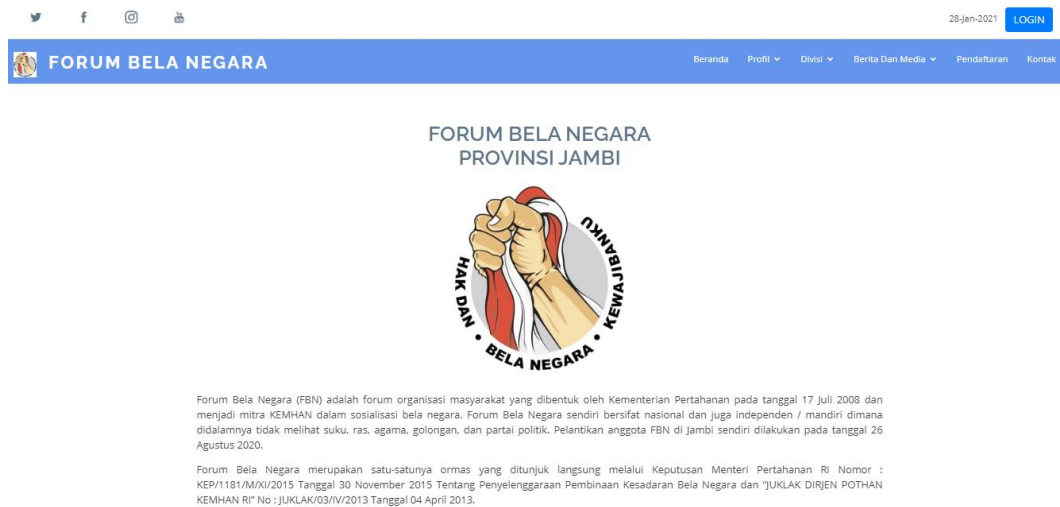 28-Jan-2021 LOGIN
FORUM BELA NEGARA Beranda Profil Divisi Berita Dan Media Pendaftaran Kontak
FORUM BELA NEGARA
PROVINSI JAMBI
HAK DAN • BELA NEGARA • KEWAJIBANKU
Forum Bela Negara (FBN) adalah forum organisasi masyarakat yang dibentuk oleh Kementerian Pertahanan pada tanggal 17 Juli 2008 dan
menjadi mitra KEMHAN dalam sosialisasi bela negara. Forum Bela Negara sendiri bersifat nasional dan juga independen / mandiri dimana
didalamnya tidak melihat suku, ras, agama, golongan, dan partai politik. Pelantikan anggota FBN di Jambi sendiri dilakukan pada tanggal 26
Agustus 2020.
Forum Bela Negara merupakan satu-satunya ormas yang ditunjuk langsung melalui Keputusan Menteri Pertahanan RI Nomor :
KEP/1181/M/XI/2015 Tanggal 30 November 2015 Tentang Penyelenggaraan Pembinaan Kesadaran Bela Negara dan "JUKLAK DIRJEN POTHAN
KEMHAN RI" No : JUKLAK/03/IV/2013 Tanggal 04 April 2013.